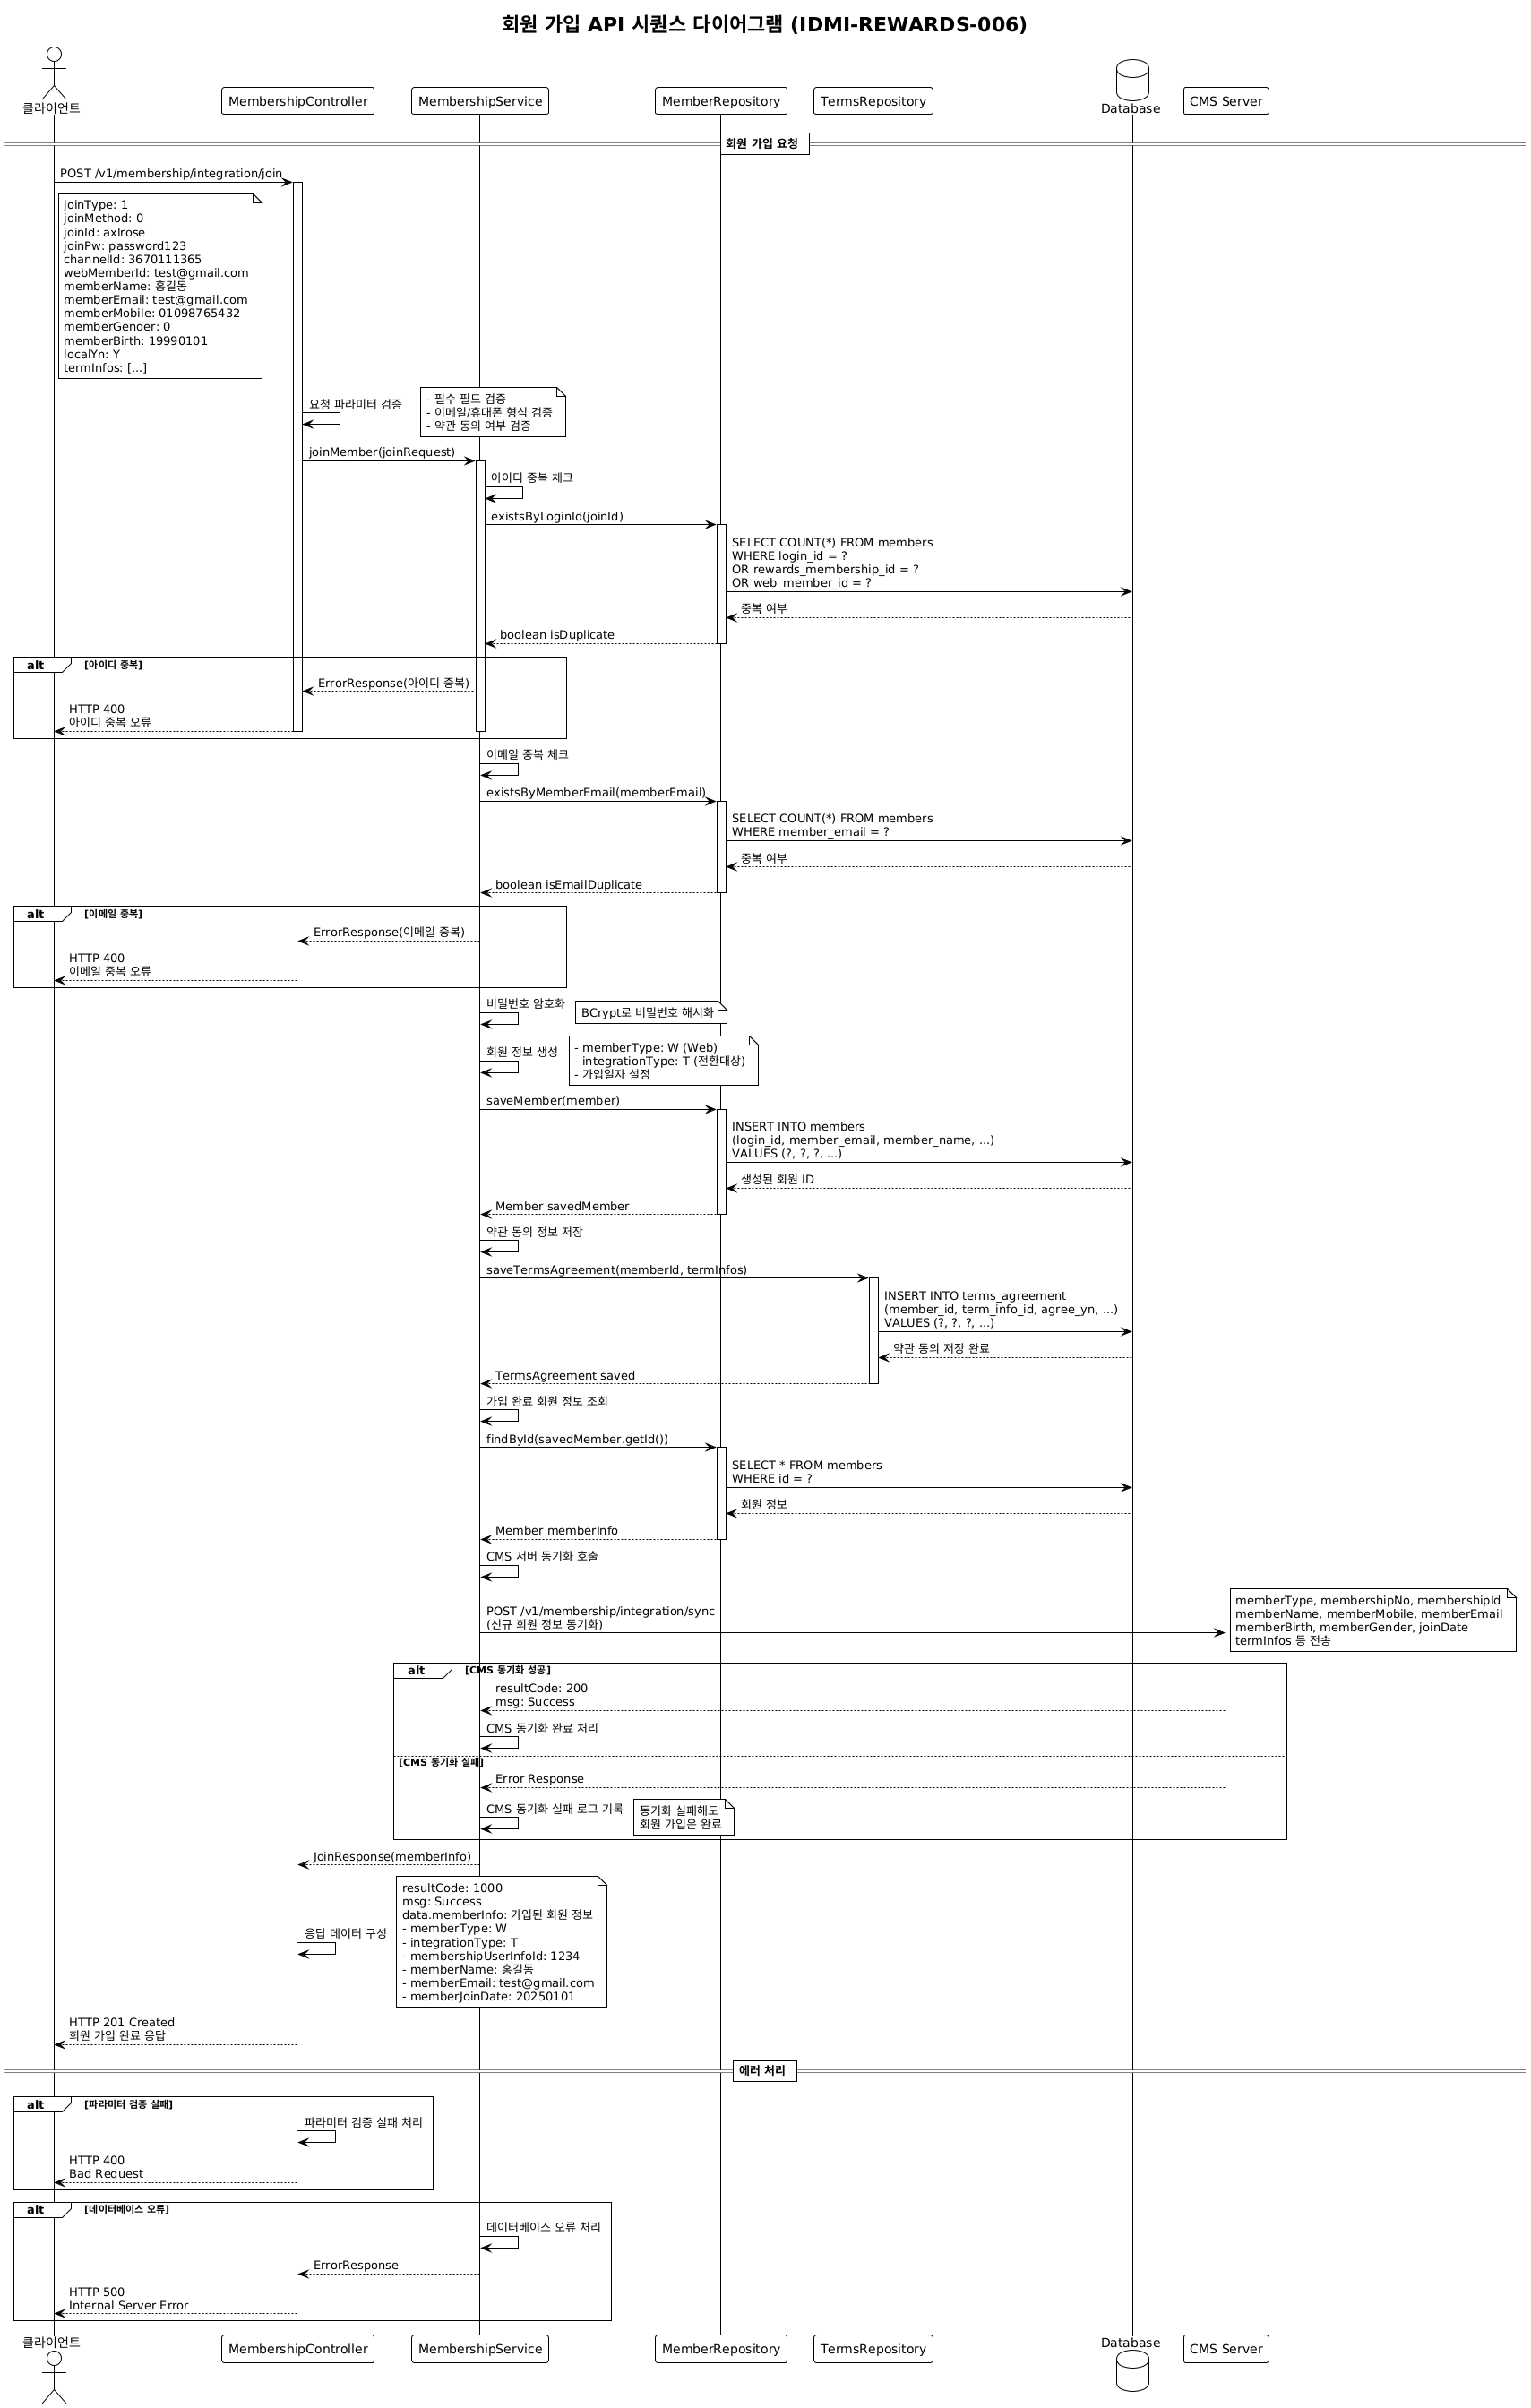 회원 가입 API 시퀀스 다이어그램 (IDMI-REWARDS-006)
클라이언트
MembershipController
MembershipService
MemberRepository
TermsRepository
Database
CMS Server
회원 가입 요청
POST /v1/membership/integration/join
joinType: 1
joinMethod: 0
joinId: axlrose
joinPw: password123
channelId: 3670111365
webMemberId: test@gmail.com
memberName: 홍길동
memberEmail: test@gmail.com
memberMobile: 01098765432
memberGender: 0
memberBirth: 19990101
localYn: Y
termInfos: [...]
요청 파라미터 검증
- 필수 필드 검증
- 이메일/휴대폰 형식 검증
- 약관 동의 여부 검증
joinMember(joinRequest)
아이디 중복 체크
existsByLoginId(joinId)
SELECT COUNT(*) FROM members
WHERE login_id = ?
OR rewards_membership_id = ?
OR web_member_id = ?
중복 여부
boolean isDuplicate
alt [아이디 중복]
ErrorResponse(아이디 중복)
HTTP 400
아이디 중복 오류
이메일 중복 체크
existsByMemberEmail(memberEmail)
SELECT COUNT(*) FROM members
WHERE member_email = ?
중복 여부
boolean isEmailDuplicate
alt [이메일 중복]
ErrorResponse(이메일 중복)
HTTP 400
이메일 중복 오류
비밀번호 암호화
BCrypt로 비밀번호 해시화
회원 정보 생성
- memberType: W (Web)
- integrationType: T (전환대상)
- 가입일자 설정
saveMember(member)
INSERT INTO members
(login_id, member_email, member_name, ...)
VALUES (?, ?, ?, ...)
생성된 회원 ID
Member savedMember
약관 동의 정보 저장
saveTermsAgreement(memberId, termInfos)
INSERT INTO terms_agreement
(member_id, term_info_id, agree_yn, ...)
VALUES (?, ?, ?, ...)
약관 동의 저장 완료
TermsAgreement saved
가입 완료 회원 정보 조회
findById(savedMember.getId())
SELECT * FROM members
WHERE id = ?
회원 정보
Member memberInfo
CMS 서버 동기화 호출
POST /v1/membership/integration/sync
(신규 회원 정보 동기화)
memberType, membershipNo, membershipId
memberName, memberMobile, memberEmail
memberBirth, memberGender, joinDate
termInfos 등 전송
alt [CMS 동기화 성공]
resultCode: 200
msg: Success
CMS 동기화 완료 처리
[CMS 동기화 실패]
Error Response
CMS 동기화 실패 로그 기록
동기화 실패해도
회원 가입은 완료
JoinResponse(memberInfo)
응답 데이터 구성
resultCode: 1000
msg: Success
data.memberInfo: 가입된 회원 정보
- memberType: W
- integrationType: T
- membershipUserInfoId: 1234
- memberName: 홍길동
- memberEmail: test@gmail.com
- memberJoinDate: 20250101
HTTP 201 Created
회원 가입 완료 응답
에러 처리
alt [파라미터 검증 실패]
파라미터 검증 실패 처리
HTTP 400
Bad Request
alt [데이터베이스 오류]
데이터베이스 오류 처리
ErrorResponse
HTTP 500
Internal Server Error
클라이언트
MembershipController
MembershipService
MemberRepository
TermsRepository
Database
CMS Server